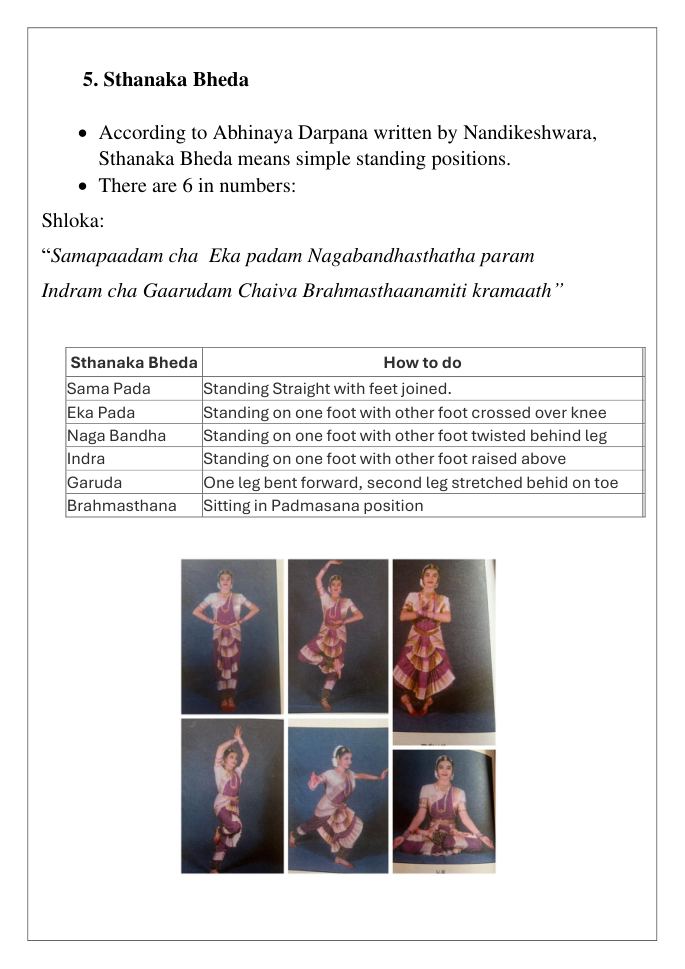 5. Sthanaka Bheda
• According to Abhinaya Darpana written by Nandikeshwara,
Sthanaka Bheda means simple standing positions.
• There are 6 in numbers:
Shloka:
“Samapaadam cha  Eka padam Nagabandhasthatha param
Indram cha Gaarudam Chaiva Brahmasthaanamiti kramaath”
Sthanaka Bheda How to do
Sama Pada Standing Straight with feet joined.
Eka Pada Standing on one foot with other foot crossed over knee
Naga Bandha Standing on one foot with other foot twisted behind leg
Indra Standing on one foot with other foot raised above
Garuda One leg bent forward, second leg stretched behid on toe
Brahmasthana Sitting in Padmasana position